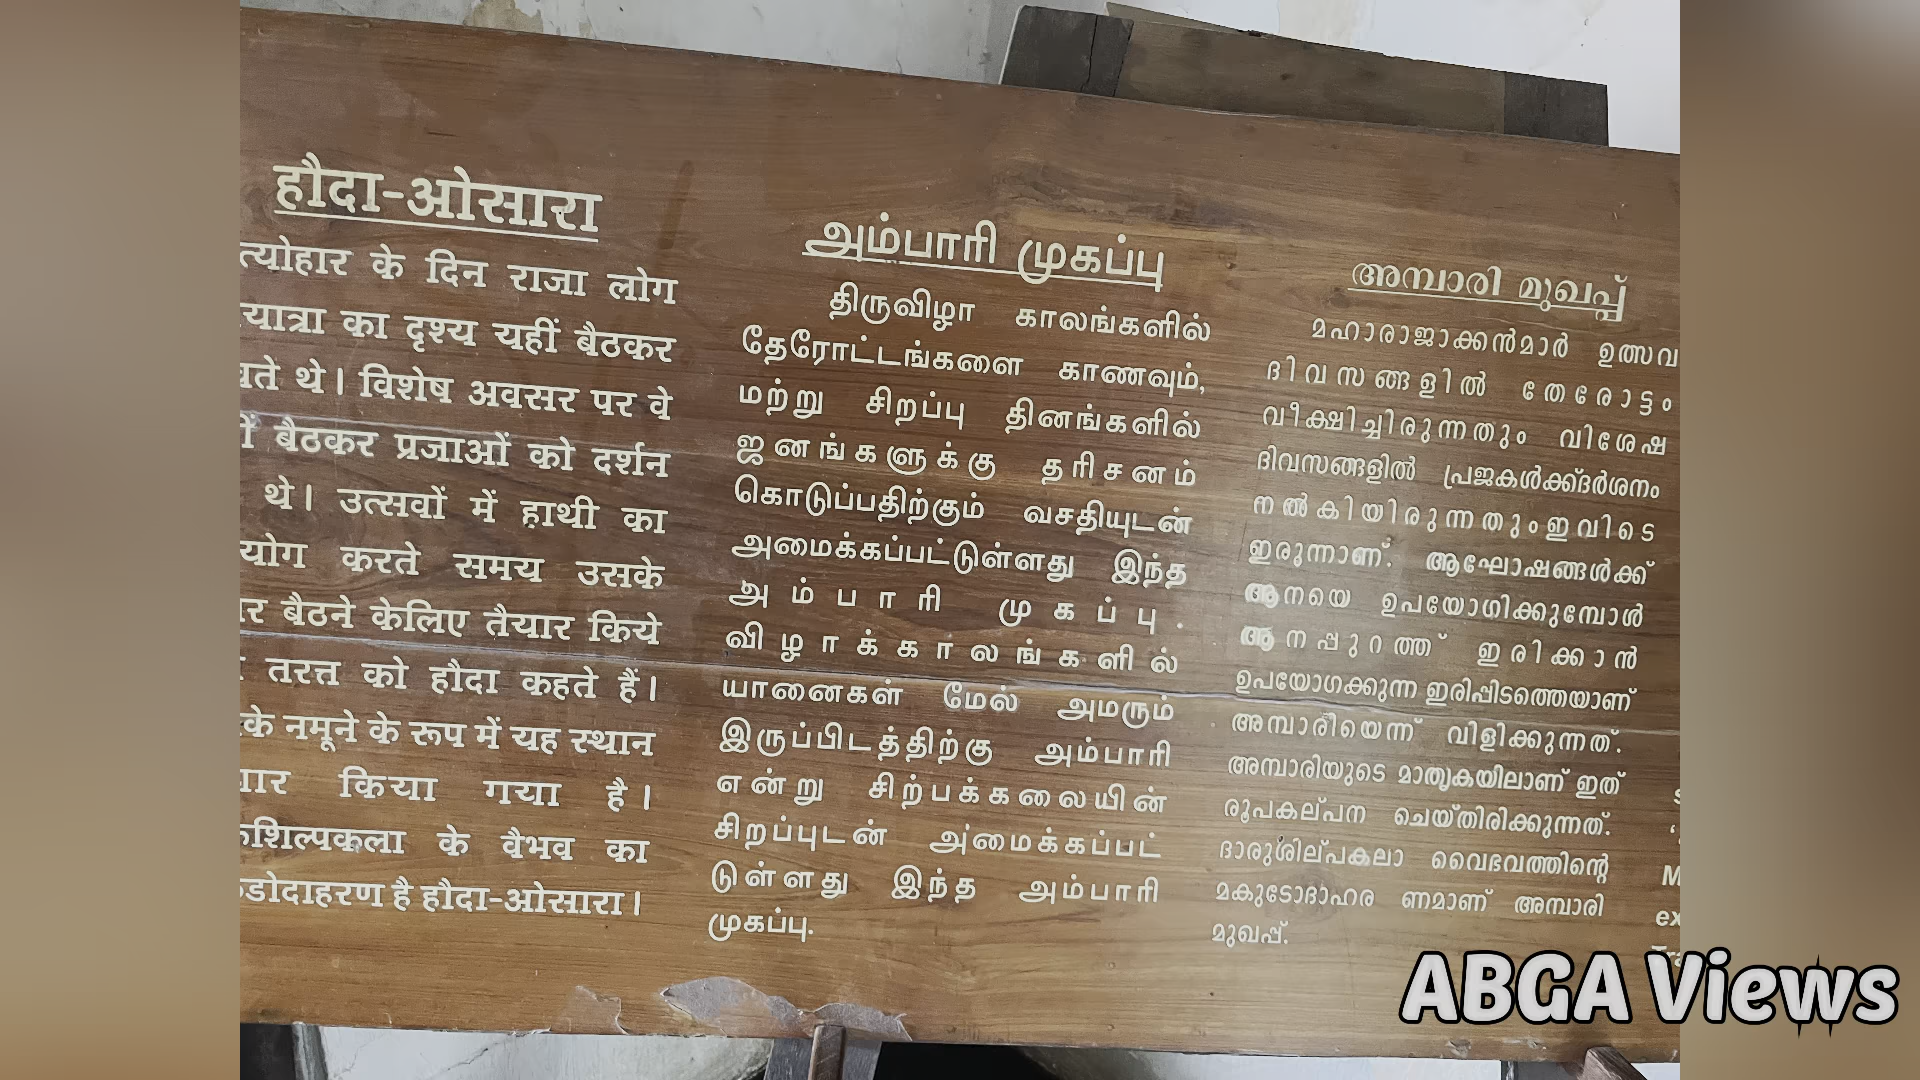 हौदा-ओसारा
त्योहार के दिन राजा लोग
यात्रा का दृश्य यहीं बैठकर
थे। विशेष अवसर पर वे
बैठकर प्रजाओं को दर्शन
थे। उत्सवों में हाथी का
करते समय उसके
बैठने केलिए तैयार किये
तरत्त को हौदा कहते हैं।
नमूने के रूप में यह स्थान
किया गया है।
के वैभव का
है हौदा-ओसारा।
அம்பாரி முகப்பு
திருவிழா காலங்களில்
தேரோட்டங்களை காணவும்,
மற்று சிறப்பு தினங்களில்
ஜனங்களுக்கு தரிசனம்
கொடுப்பதிற்கும் வசதியுடன்
அமைக்கப்பட்டுள்ளது இந்த
அம்பாரி முகப்பு.
விழாக்காலங்களில்
யானைகள் மேல் அமரும்
இருப்பிடத்திற்கு அம்பாரி
என்று சிற்பக்கலையின்
சிறப்புடன் அமைக்கப்பட்
டுள்ளது இந்த அம்பாரி
முகப்பு.
അമ്പാരി മുഖപ്പ്
മഹാരാജാക്കൻമാർ ഉത്സവ
ദിവസങ്ങളിൽ തേരോട്ടം
വീക്ഷിച്ചിരുന്നതും വിശേഷ
ദിവസങ്ങളിൽ പ്രജകൾക്ക്ദർശനം
നൽകിയിരുന്നതും ഇവിടെ
ഇരുന്നാണ്. ആഘോഷങ്ങൾക്ക്
ആനയെ ഉപയോഗിക്കുമ്പോൾ
ആനപ്പുറത്ത് ഇരിക്കാൻ
ഉപയോഗക്കുന്ന ഇരിപ്പിടത്തെയാണ്
അമ്പാരീയെന്ന് വിളിക്കുന്നത്.
അമ്പാരിയുടെ മാതൃകയിലാണ് ഇത്
രൂപകല്പന ചെയ്തിരിക്കുന്നത്.
ദാരുശില്പകലാ വൈഭവത്തിന്റെ
മകുടോദാഹര ണമാണ് അമ്പാരി
മുഖപ്പ്.
ABGA Views